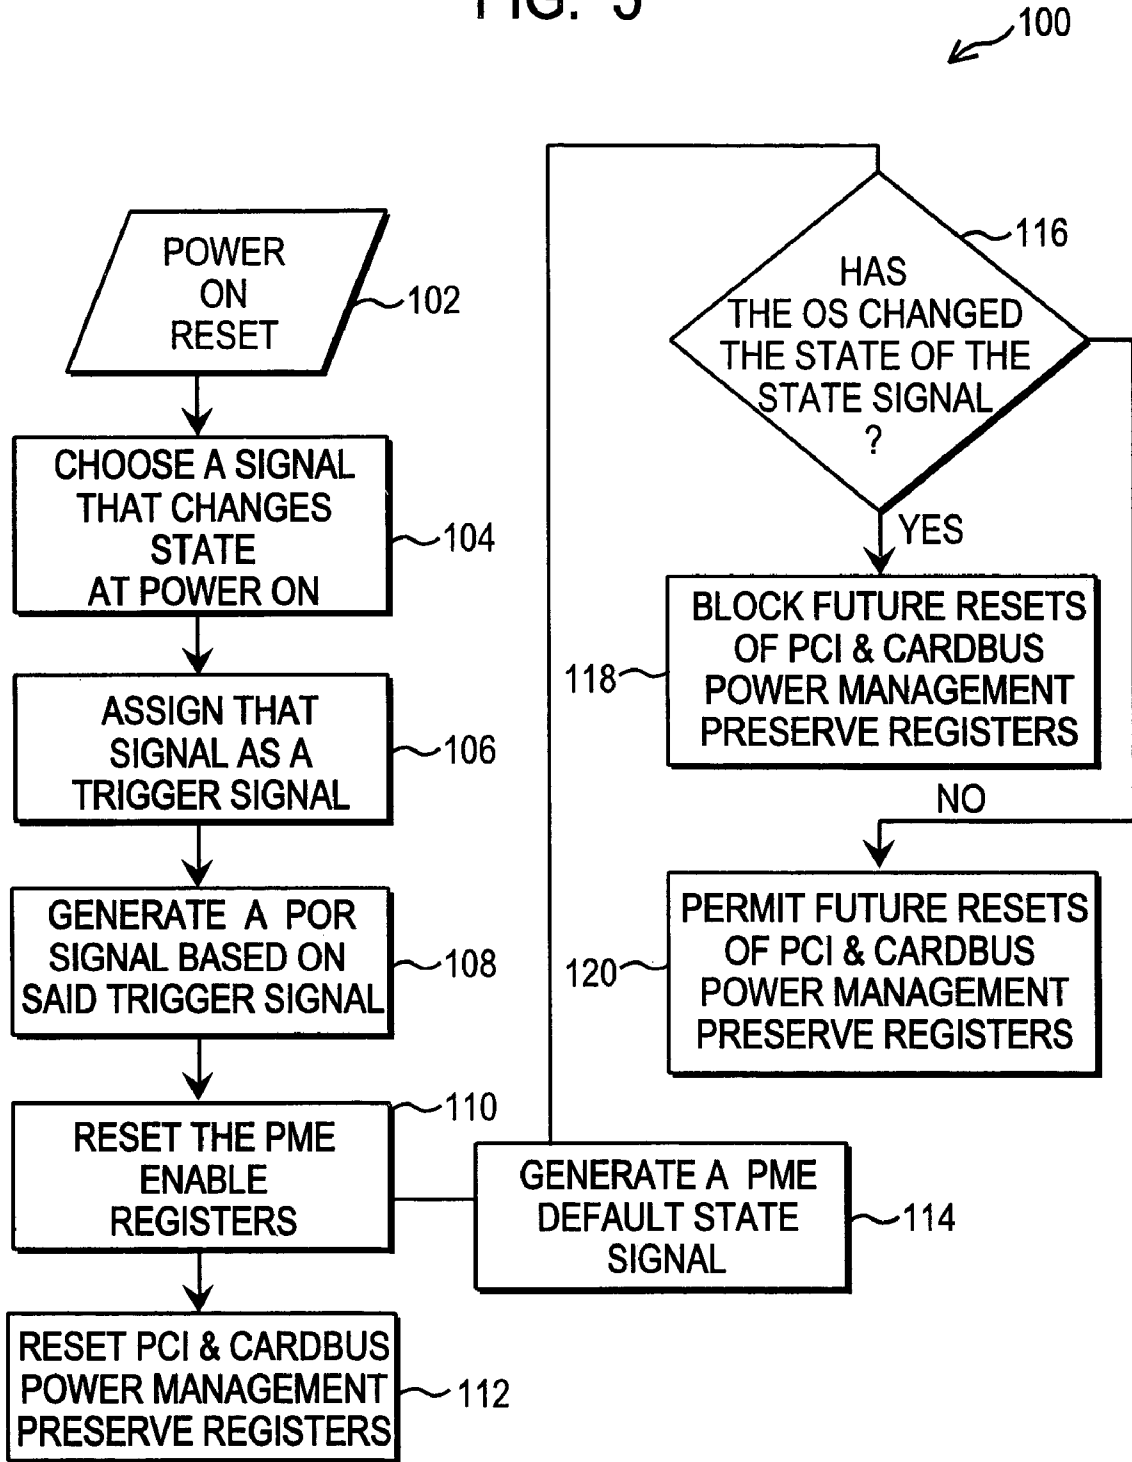 100
POWER
ON
RESET
102
CHOOSE A SIGNAL
THAT CHANGES
STATE
AT POWER ON
104
ASSIGN THAT
SIGNAL AS A
TRIGGER SIGNAL
106
GENERATE A POR
SIGNAL BASED ON
SAID TRIGGER SIGNAL
108
RESET THE PME
ENABLE
REGISTERS
110
RESET PCI & CARDBUS
POWER MANAGEMENT
PRESERVE REGISTERS
112
GENERATE A PME
DEFAULT STATE
SIGNAL
114
HAS
THE OS CHANGED
THE STATE OF THE
STATE SIGNAL
?
116
YES
BLOCK FUTURE RESETS
OF PCI & CARDBUS
POWER MANAGEMENT
PRESERVE REGISTERS
118
NO
PERMIT FUTURE RESETS
OF PCI & CARDBUS
POWER MANAGEMENT
PRESERVE REGISTERS
120